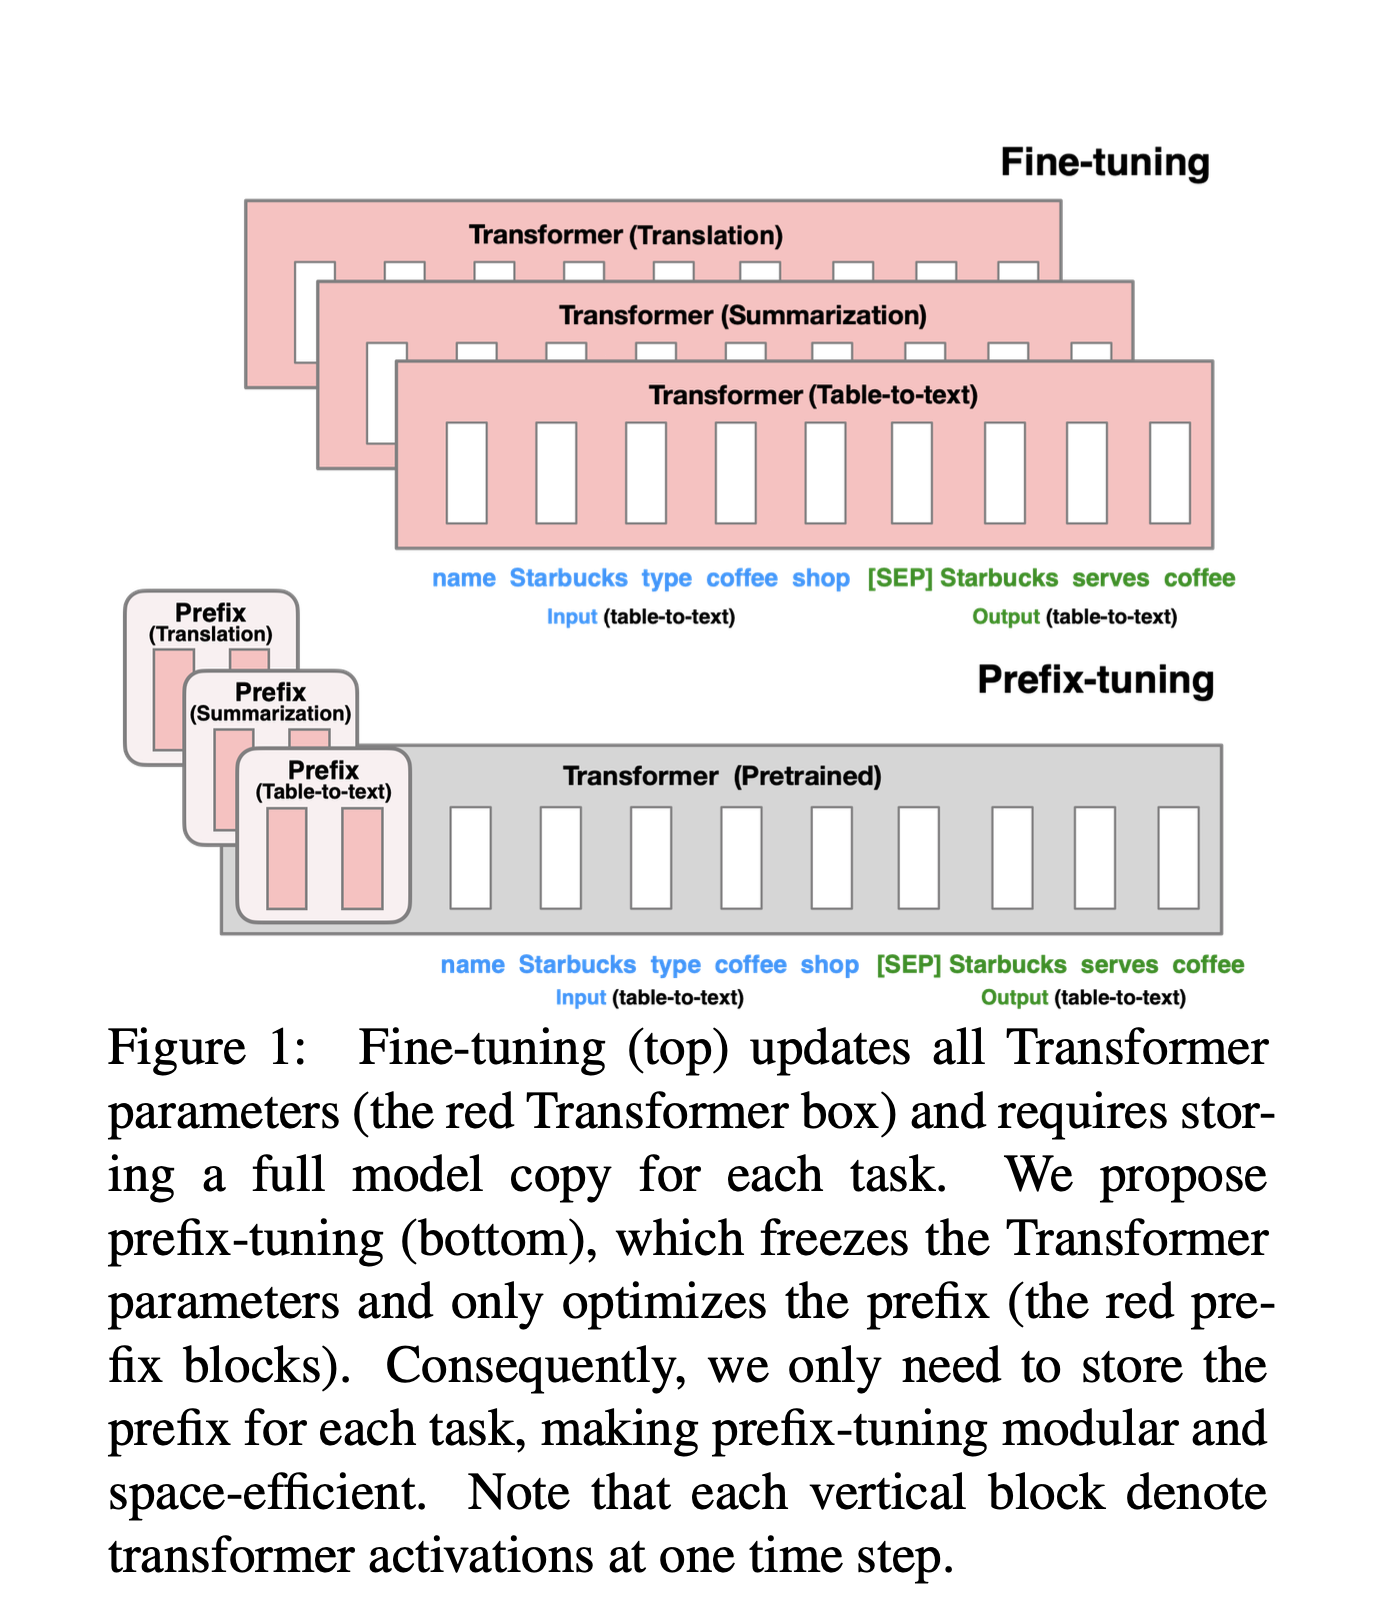 Fine-tuning
Transformer (Translation)
Transformer (Summarization)
Transformer (Table-to-text)
name Starbucks type coffee shop [SEP] Starbucks serves coffee
Input (table-to-text) Output (table-to-text)
Prefix
(Translation)
Prefix-tuning
Prefix
(Summarization)
Prefix
(Table-to-text)
Transformer (Pretrained)
name Starbucks type coffee shop [SEP] Starbucks serves coffee
Input (table-to-text) Output (table-to-text)
Figure 1: Fine-tuning (top) updates all Transformer
parameters (the red Transformer box) and requires stor-
ing a full model copy for each task. We propose
prefix-tuning (bottom), which freezes the Transformer
parameters and only optimizes the prefix (the red pre-
fix blocks). Consequently, we only need to store the
prefix for each task, making prefix-tuning modular and
space-efficient. Note that each vertical block denote
transformer activations at one time step.